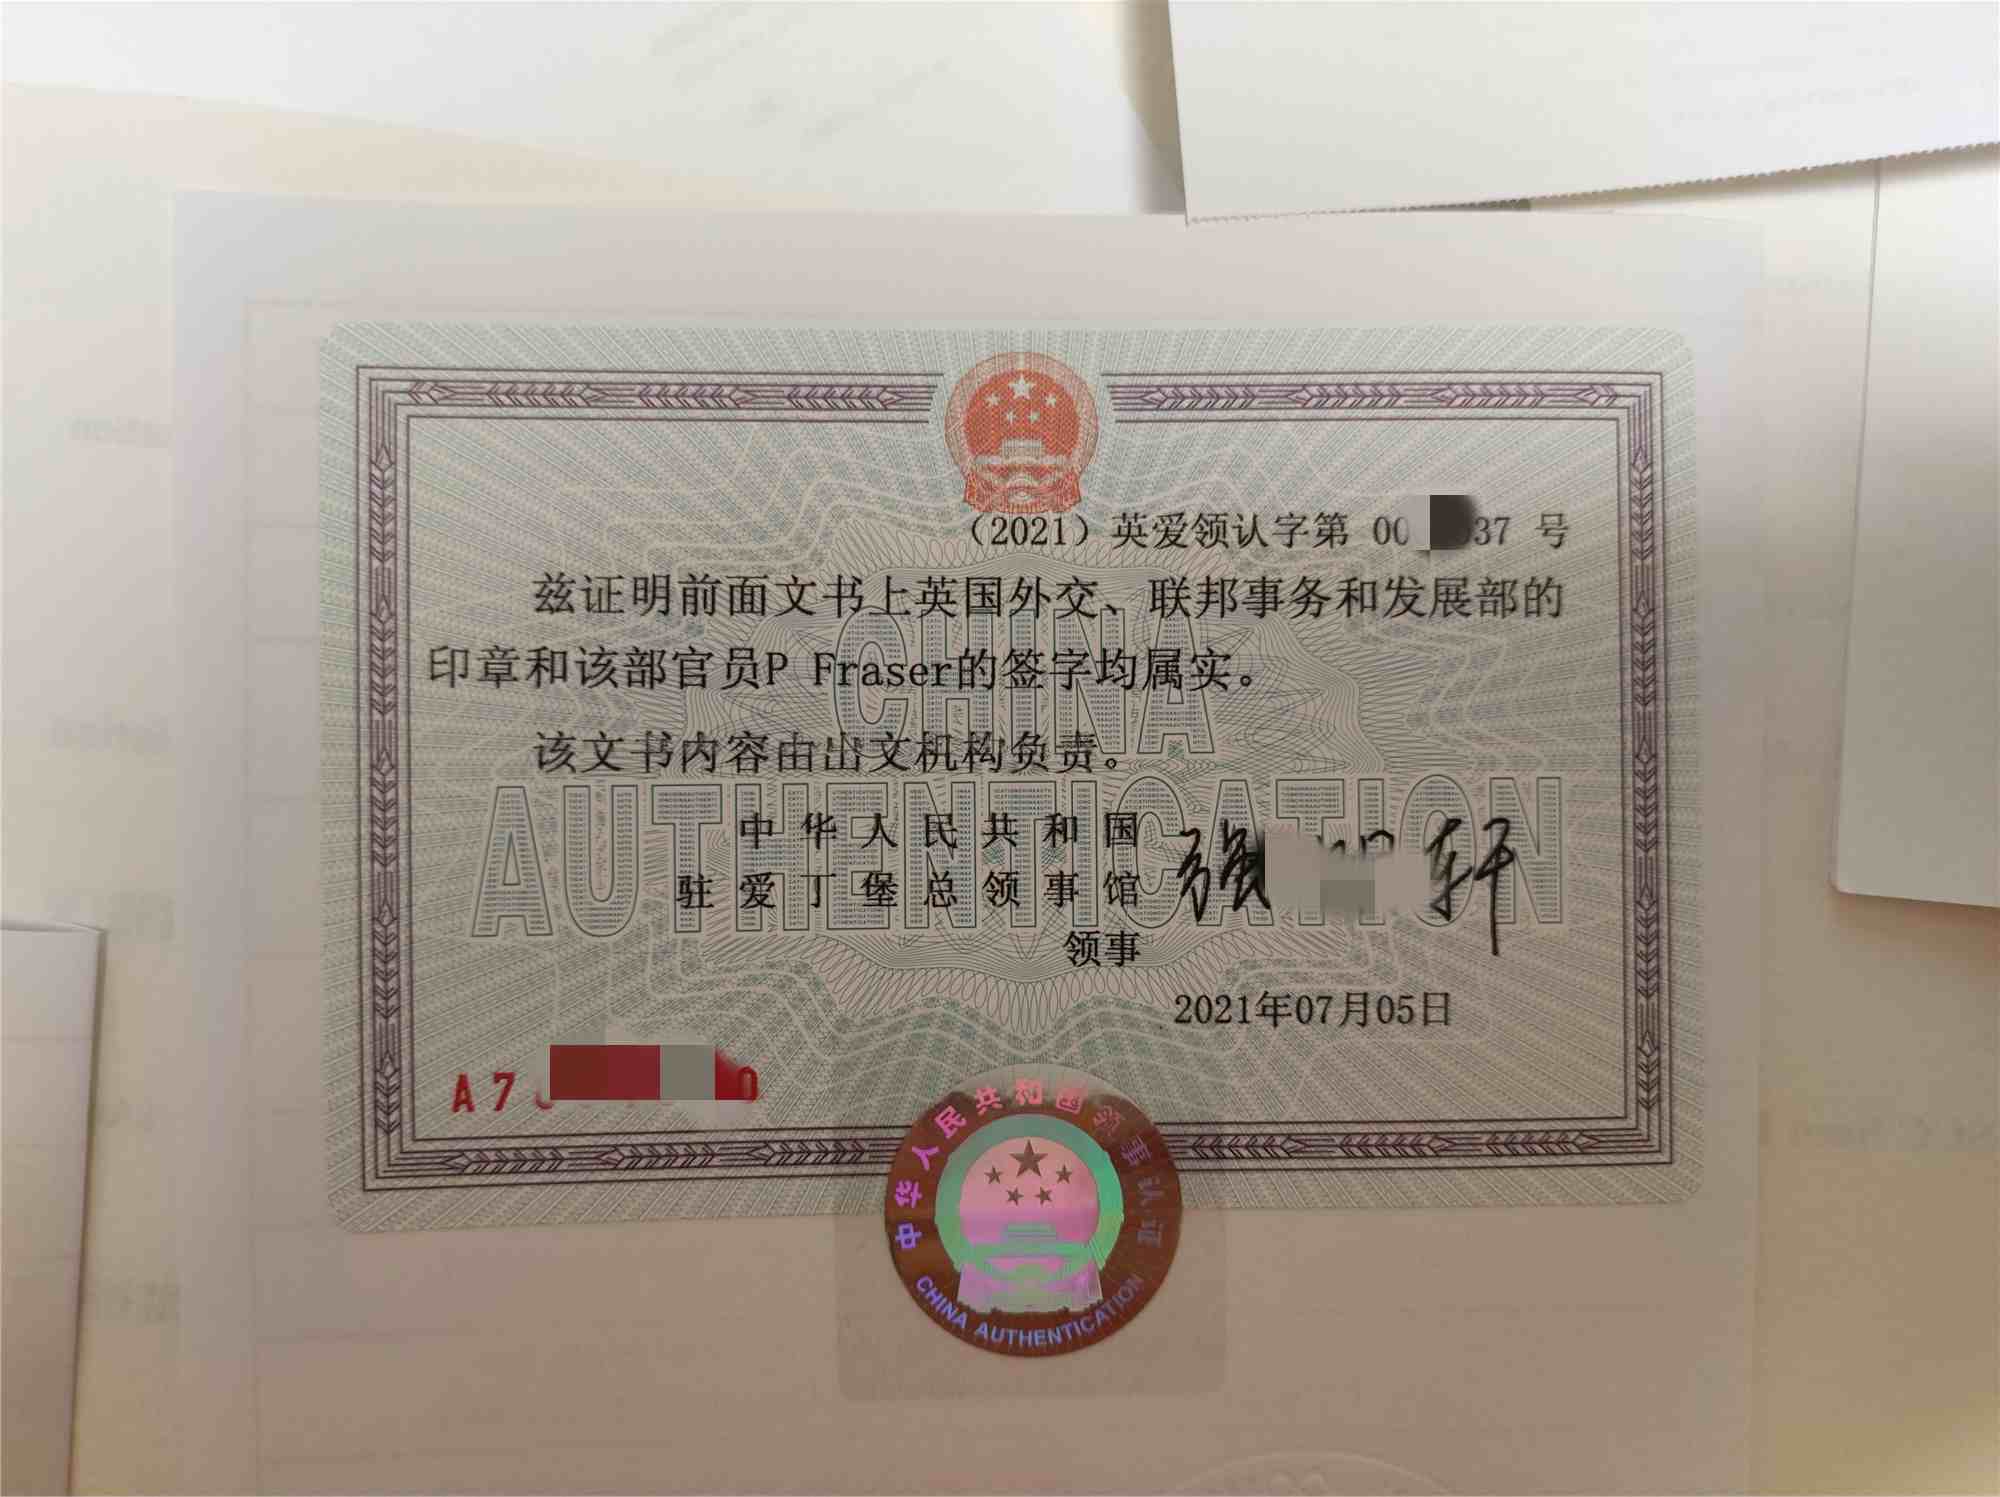 （2021）英爱领认字第 00 37 号
兹证明前面文书上英国外交、联邦事务和发展部的
印章和该部官员P Fraser的签字均属实。
该文书内容由出文机构负责。
中华人民共和国
驻爱丁堡总领事馆
强 轩
领事
2021年07月05日
A7 0
CHINA
AUTHENTICATION
中华人民共和国领事认证
CHINA AUTHENTICATION